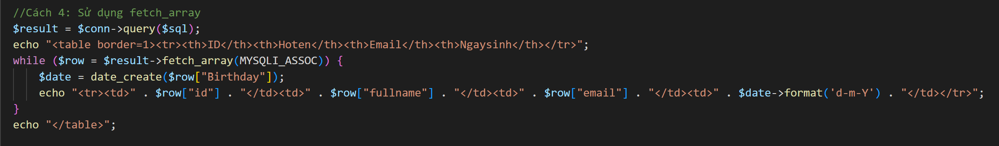 //Cách 4: Sử dụng fetch_array
$result = $conn->query($sql);
echo "<table border=1><tr><th>ID</th><th>Hoten</th><th>Email</th><th>Ngaysinh</th></tr>";
while ($row = $result->fetch_array(MYSQLI_ASSOC)) {
    $date = date_create($row["Birthday"]);
    echo "<tr><td>" . $row["id"] . "</td><td>" . $row["fullname"] . "</td><td>" . $row["email"] . "</td><td>" . $date->format('d-m-Y') . "</td></tr>";
}
echo "</table>";